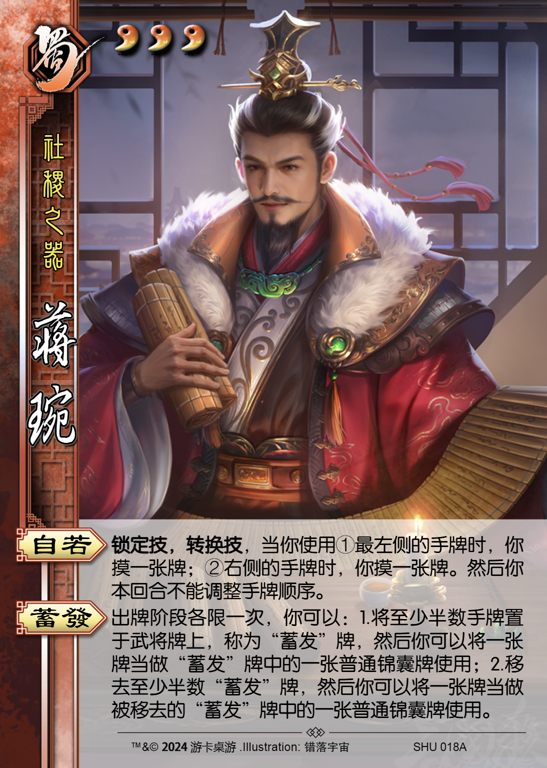 蜀
社稷之器
蒋琬
自若
锁定技，转换技，当你使用①最左侧的手牌时，你
摸一张牌；②右侧的手牌时，你摸一张牌。然后你
本回合不能调整手牌顺序。
蓄發
出牌阶段各限一次，你可以：1.将至少半数手牌置
于武将牌上，称为“蓄发”牌，然后你可以将一张
牌当做“蓄发”牌中的一张普通锦囊牌使用；2.移
去至少半数“蓄发”牌，然后你可以将一张牌当做
被移去的“蓄发”牌中的一张普通锦囊牌使用。
™&© 2024 游卡桌游 .Illustration: 错落宇宙 SHU 018A